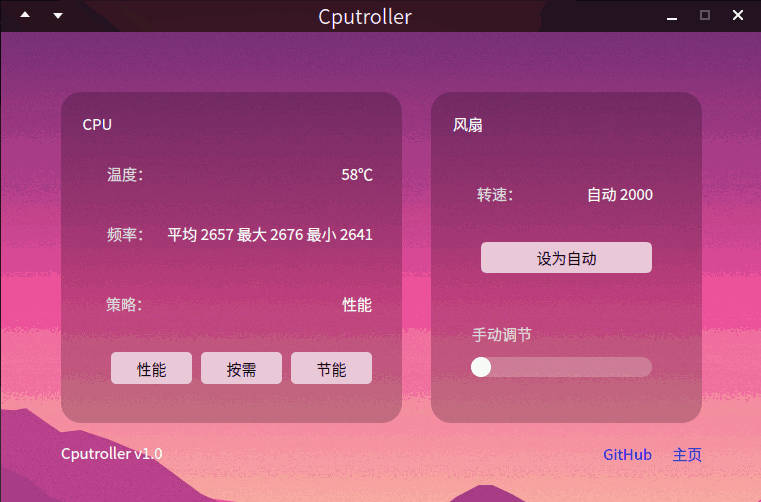 Cputroller
CPU
温度：
58℃
频率：
平均 2657 最大 2676 最小 2641
策略：
性能
性能
按需
节能
风扇
转速：
自动 2000
设为自动
手动调节
Cputroller v1.0
GitHub
主页